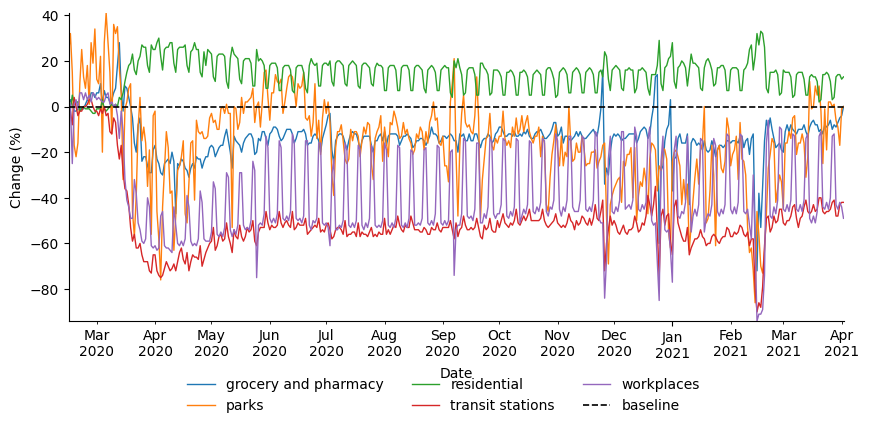 40
20
0
−20
−40
−60
−80
Change (%)
Mar Apr May Jun Jul Aug Sep Oct Nov Dec Jan Feb Mar Apr
2020 2020 2020 2020 2020 2020 2020 2020 2020 2020 2021 2021 2021 2021
Date
grocery and pharmacy residential workplaces
parks transit stations baseline